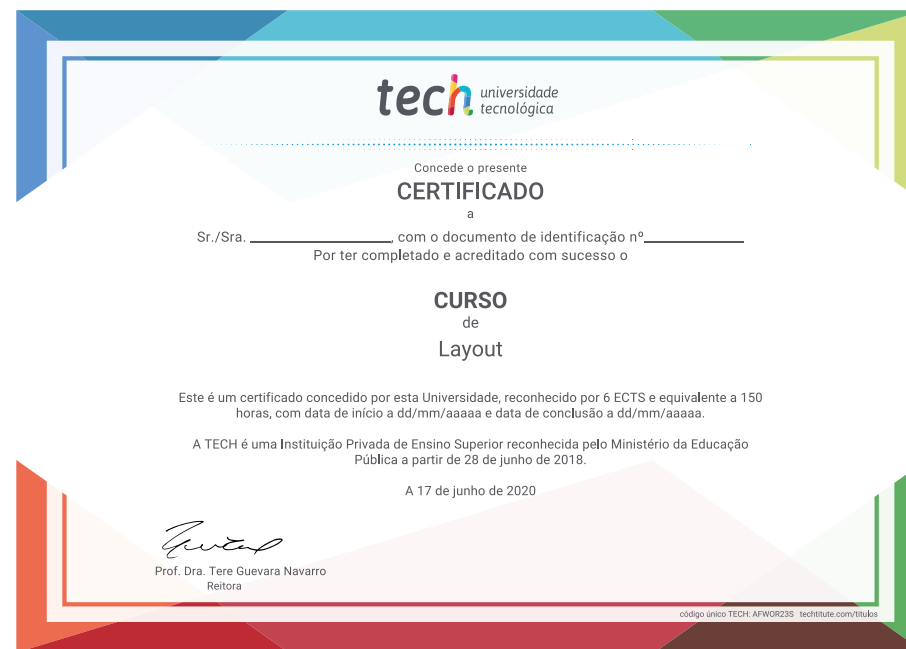 tech universidade
tecnológica
Concede o presente
CERTIFICADO
a
Sr./Sra. ____________________, com o documento de identificação nº______________
Por ter completado e acreditado com sucesso o
CURSO
de
Layout
Este é um certificado concedido por esta Universidade, reconhecido por 6 ECTS e equivalente a 150
horas, com data de início a dd/mm/aaaaa e data de conclusão a dd/mm/aaaaa.
A TECH é uma Instituição Privada de Ensino Superior reconhecida pelo Ministério da Educação
Pública a partir de 28 de junho de 2018.
A 17 de junho de 2020
Prof. Dra. Tere Guevara Navarro
Reitora
código único TECH: AFWOR23S techtitute.com/titulos